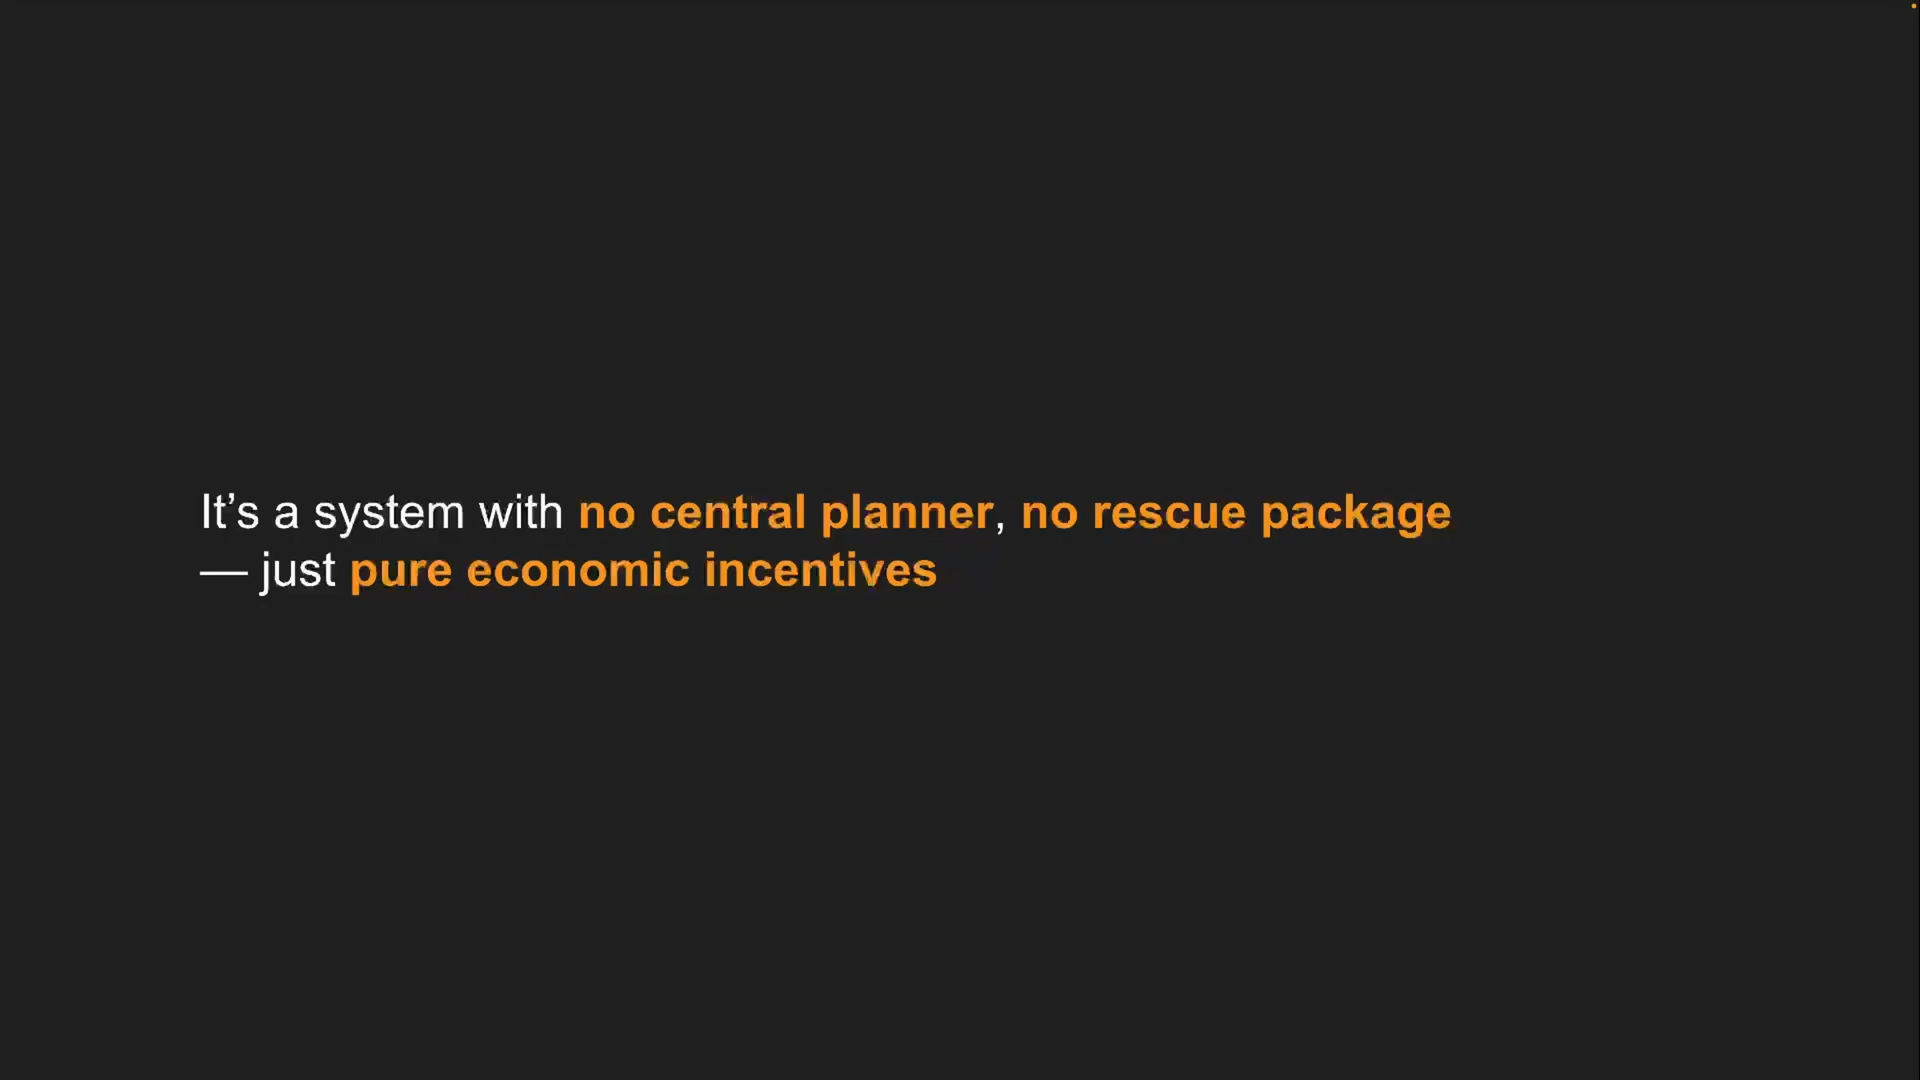 It’s a system with no central planner, no rescue package
— just pure economic incentives